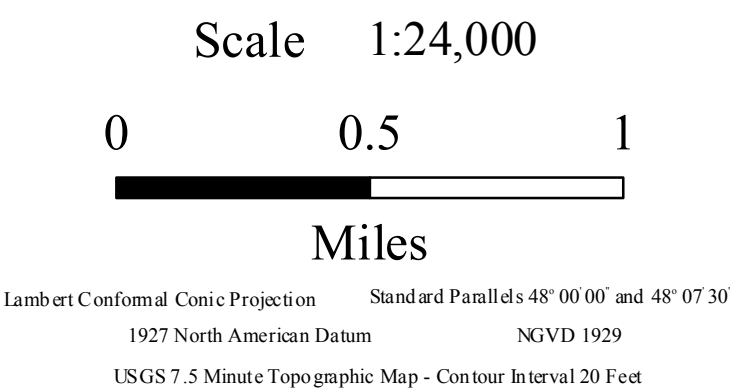 Scale 1:24,000
0 0.5 1
Miles
Lambert Conformal Conic Projection Standard Parallels 48° 00' 00" and 48° 07' 30'
1927 North American Datum NGVD 1929
USGS 7.5 Minute Topographic Map - Contour Interval 20 Feet